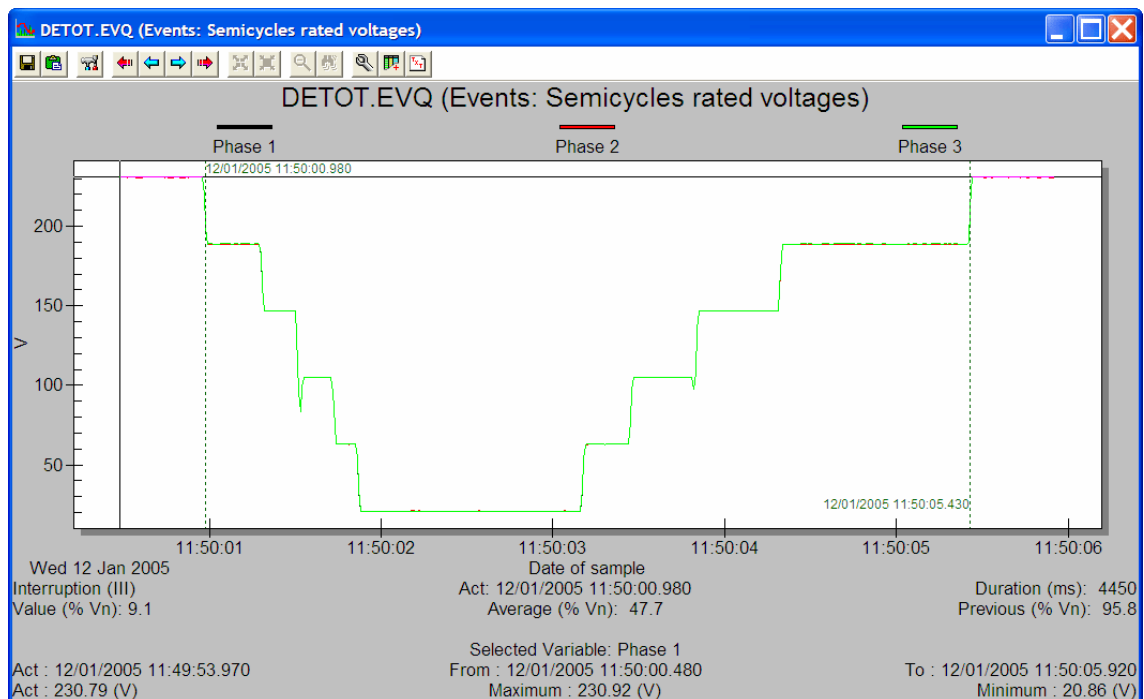 DETOT.EVQ (Events: Semicycles rated voltages)
DETOT.EVQ (Events: Semicycles rated voltages)
Phase 1 Phase 2 Phase 3
12/01/2005 11:50:00.980
200
150
V
100
50
12/01/2005 11:50:05.430
11:50:01 11:50:02 11:50:03 11:50:04 11:50:05 11:50:06
Wed 12 Jan 2005 Date of sample
Interruption (III) Act: 12/01/2005 11:50:00.980 Duration (ms): 4450
Value (% Vn): 9.1 Average (% Vn): 47.7 Previous (% Vn): 95.8
Selected Variable: Phase 1
Act : 12/01/2005 11:49:53.970 From : 12/01/2005 11:50:00.480 To : 12/01/2005 11:50:05.920
Act : 230.79 (V) Maximum : 230.92 (V) Minimum : 20.86 (V)